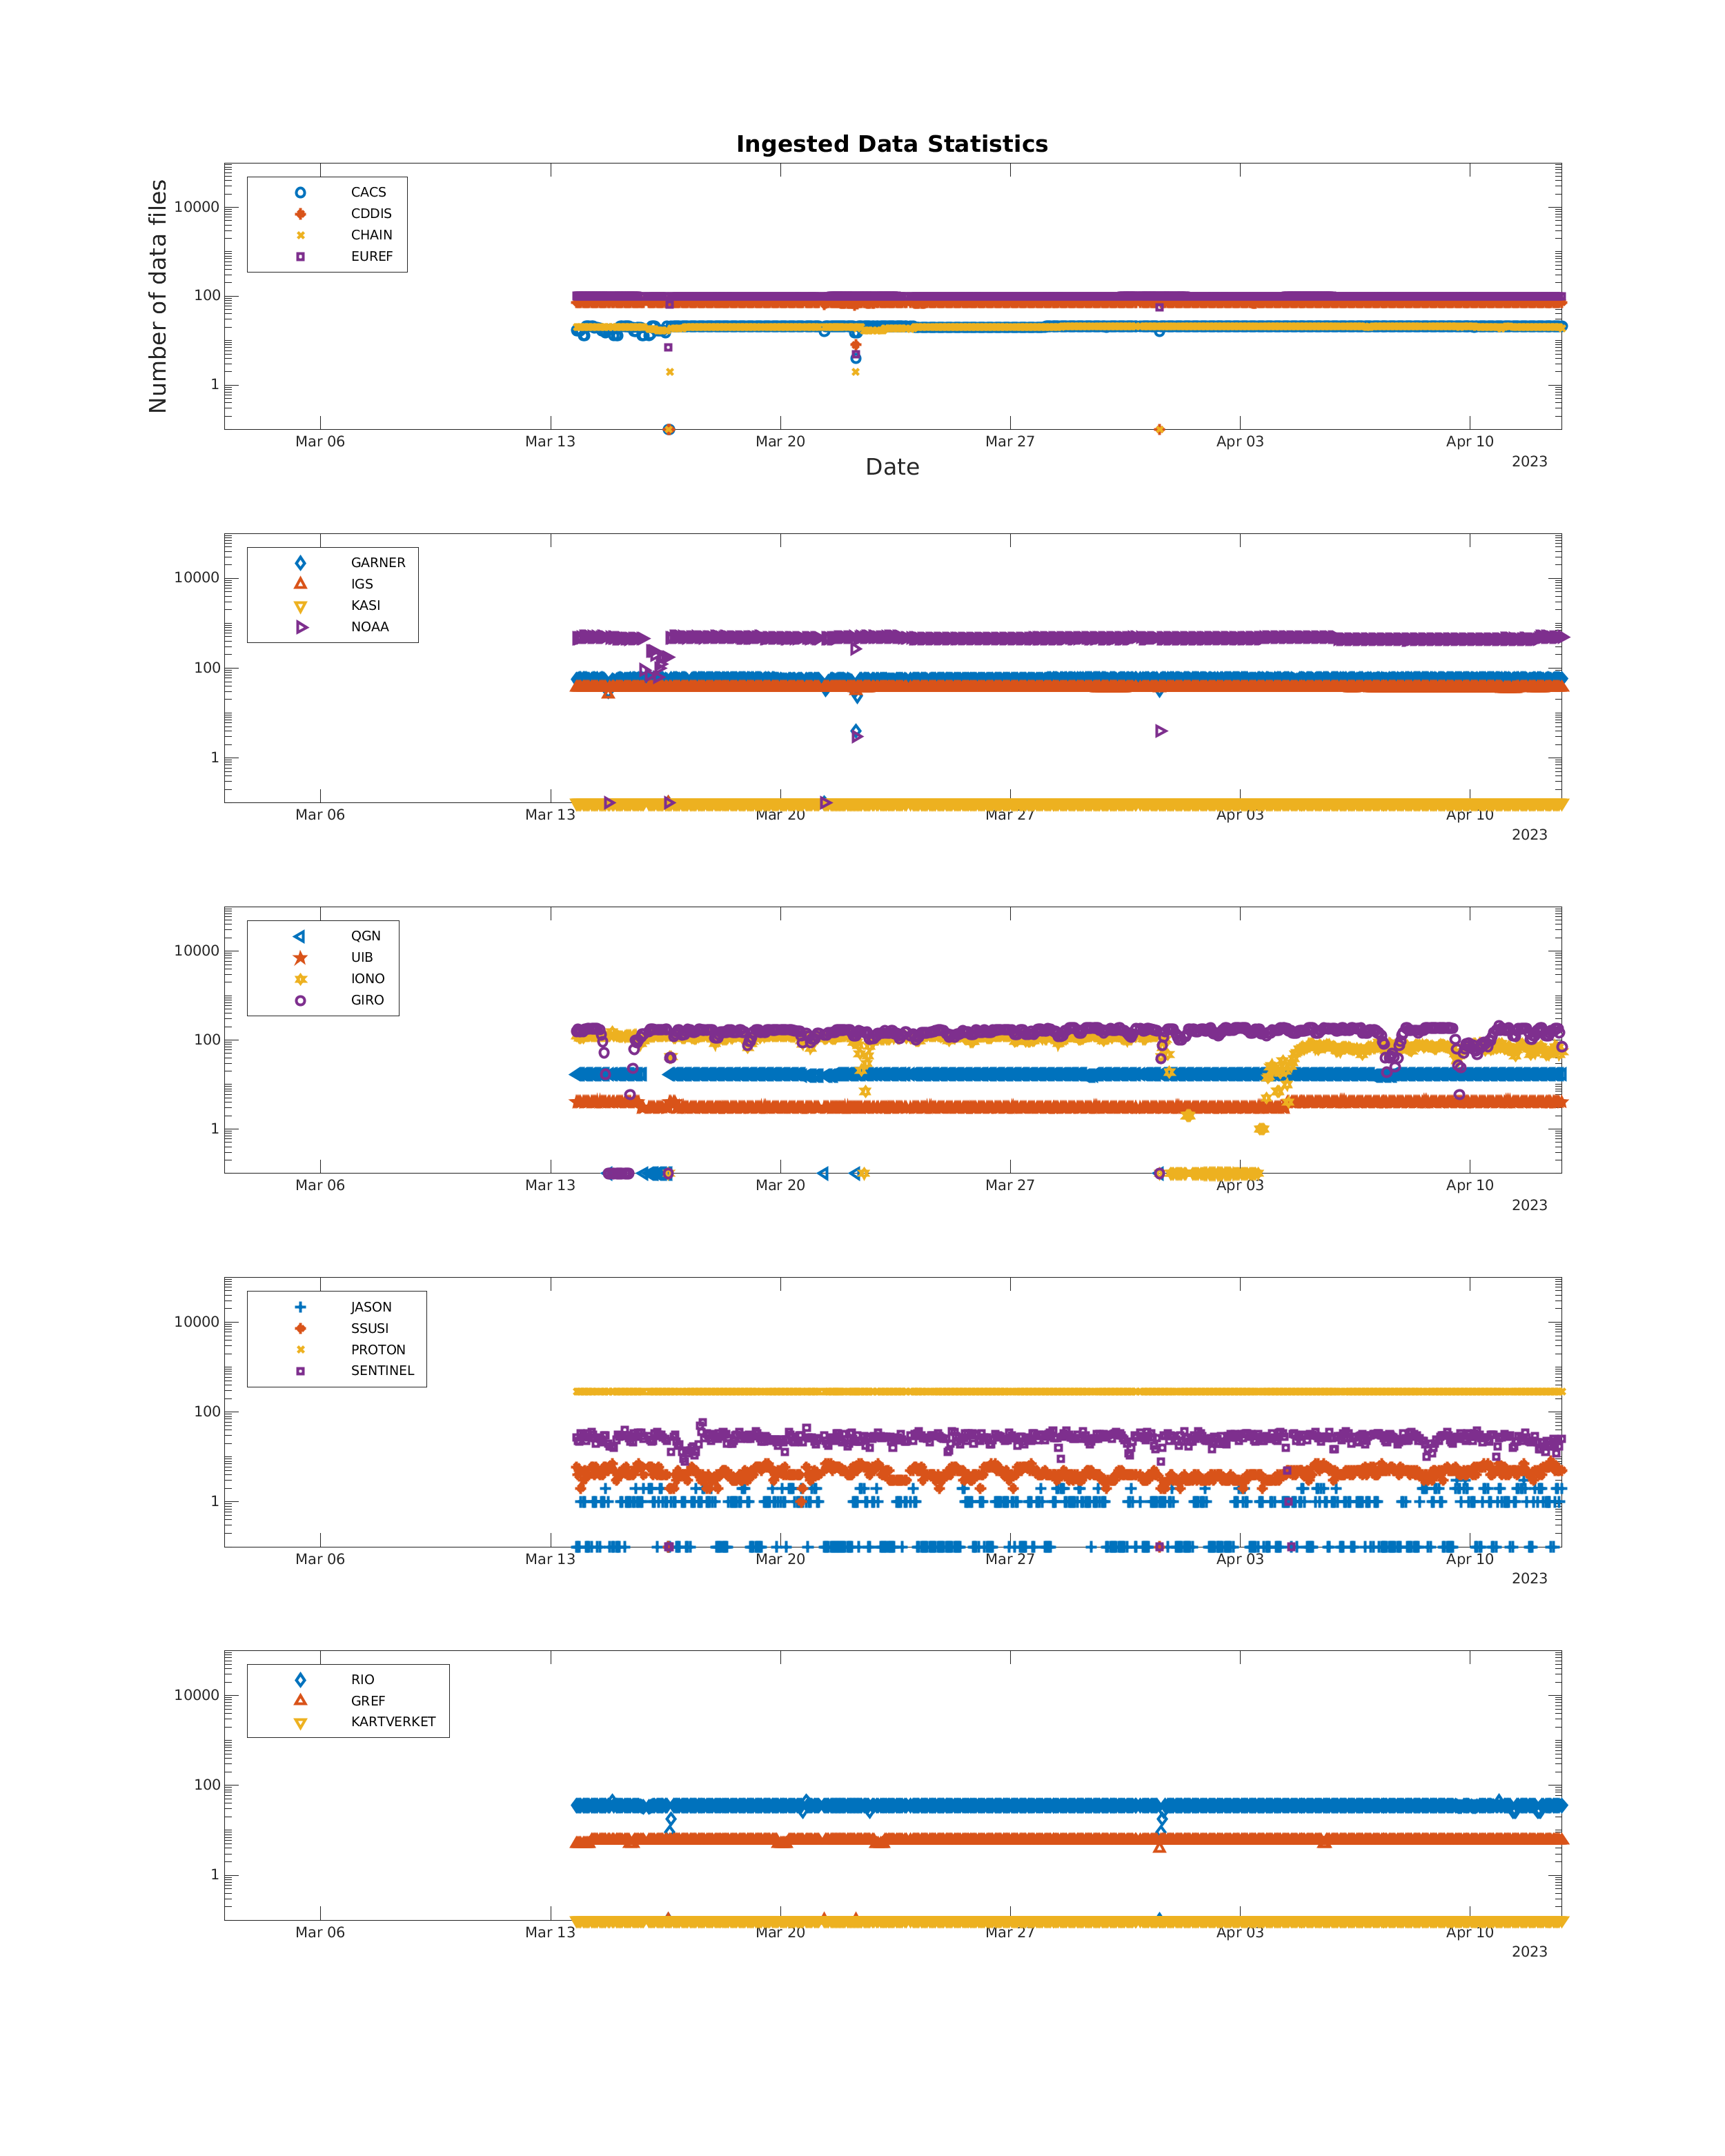 Ingested Data Statistics
Number of data files
10000
100
1
CACS
CDDIS
CHAIN
EUREF
Mar 06 Mar 13 Mar 20 Mar 27 Apr 03 Apr 10
2023
Date
10000
100
1
GARNER
IGS
KASI
NOAA
Mar 06 Mar 13 Mar 20 Mar 27 Apr 03 Apr 10
2023
10000
100
1
QGN
UIB
IONO
GIRO
Mar 06 Mar 13 Mar 20 Mar 27 Apr 03 Apr 10
2023
10000
100
1
JASON
SSUSI
PROTON
SENTINEL
Mar 06 Mar 13 Mar 20 Mar 27 Apr 03 Apr 10
2023
10000
100
1
RIO
GREF
KARTVERKET
Mar 06 Mar 13 Mar 20 Mar 27 Apr 03 Apr 10
2023